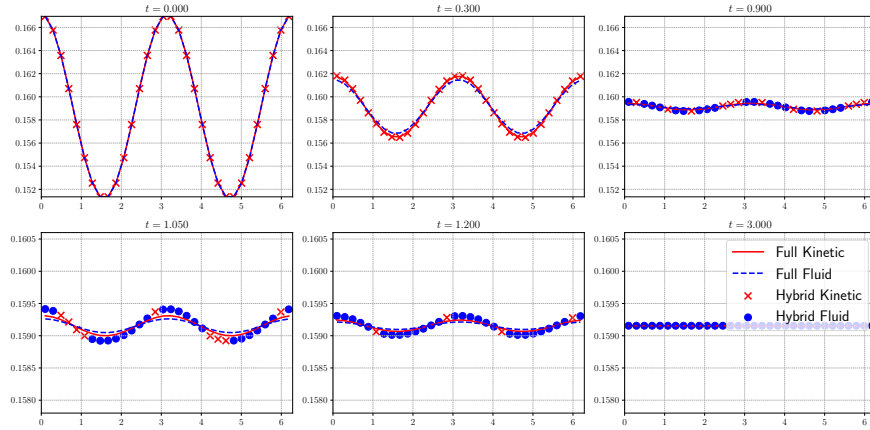 t = 0.000
t = 0.300
t = 0.900
0.166
0.164
0.162
0.160
0.158
0.156
0.154
0.152
0 1 2 3 4 5 6
0.166
0.164
0.162
0.160
0.158
0.156
0.154
0.152
0 1 2 3 4 5 6
0.166
0.164
0.162
0.160
0.158
0.156
0.154
0.152
0 1 2 3 4 5 6
t = 1.050
t = 1.200
t = 3.000
0.1605
0.1600
0.1595
0.1590
0.1585
0.1580
0 1 2 3 4 5 6
0.1605
0.1600
0.1595
0.1590
0.1585
0.1580
0 1 2 3 4 5 6
0.1605
0.1600
0.1595
0.1590
0.1585
0.1580
0 1 2 3 4 5 6
Full Kinetic
Full Fluid
Hybrid Kinetic
Hybrid Fluid